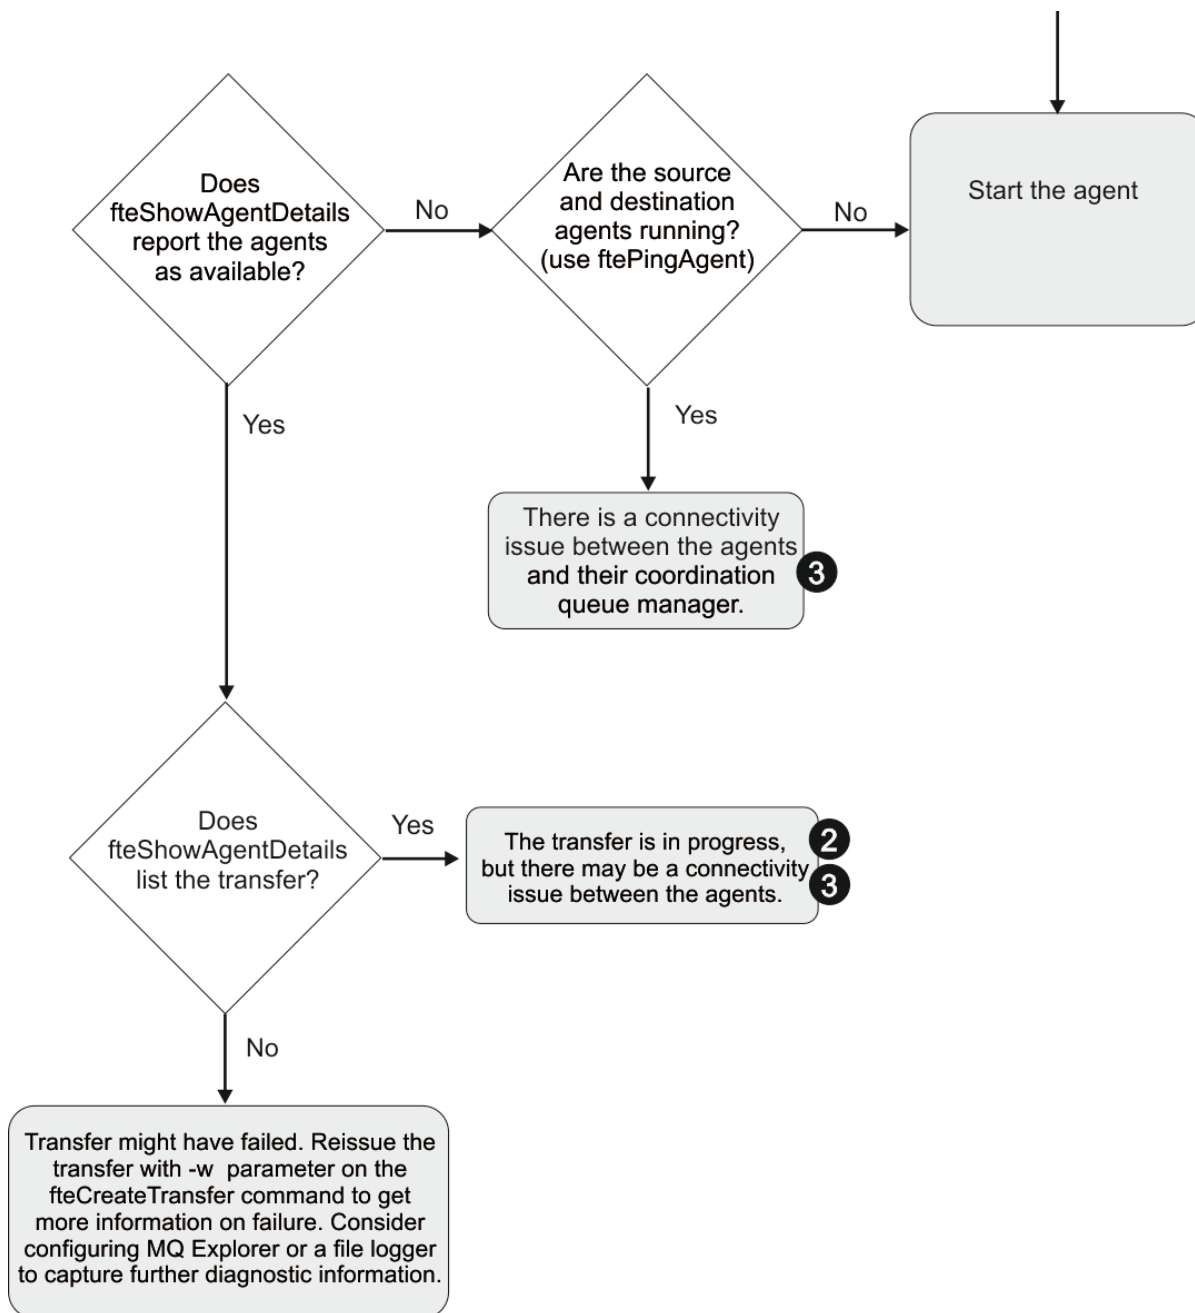 Does
fteShowAgentDetails
report the agents
as available?
No
Are the source
and destination
agents running?
(use ftePingAgent)
No
Start the agent
Yes
Yes
There is a connectivity
issue between the agents
and their coordination
queue manager.
3
Does
fteShowAgentDetails
list the transfer?
Yes
The transfer is in progress,
but there may be a connectivity
issue between the agents.
2
3
No
Transfer might have failed. Reissue the
transfer with -w parameter on the
fteCreateTransfer command to get
more information on failure. Consider
configuring MQ Explorer or a file logger
to capture further diagnostic information.